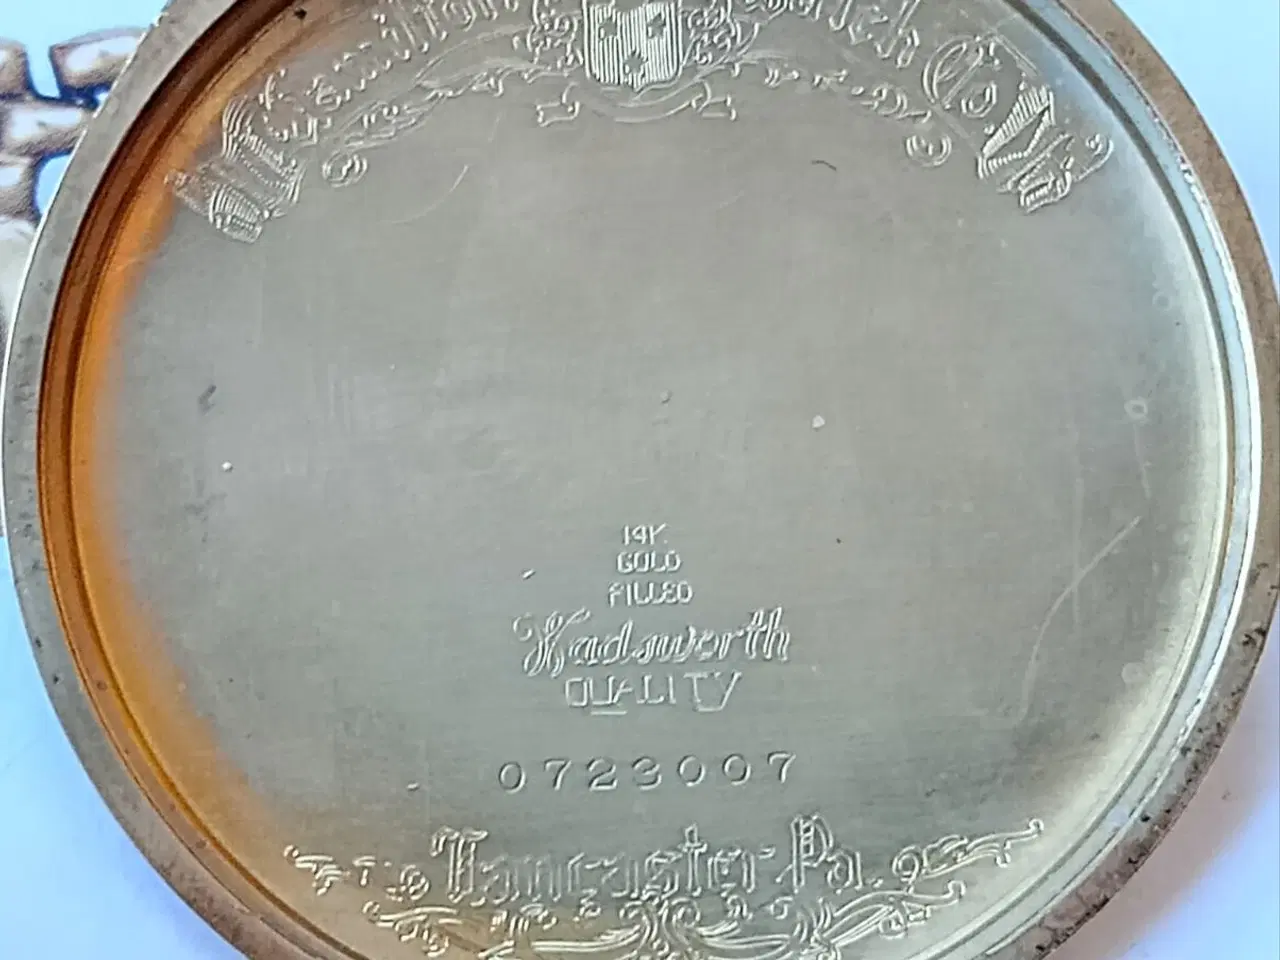 Hamilton Watch Co.
14K.
GOLD
FILLED
Wadsworth
QUALITY
0723007
Lancaster Pa.